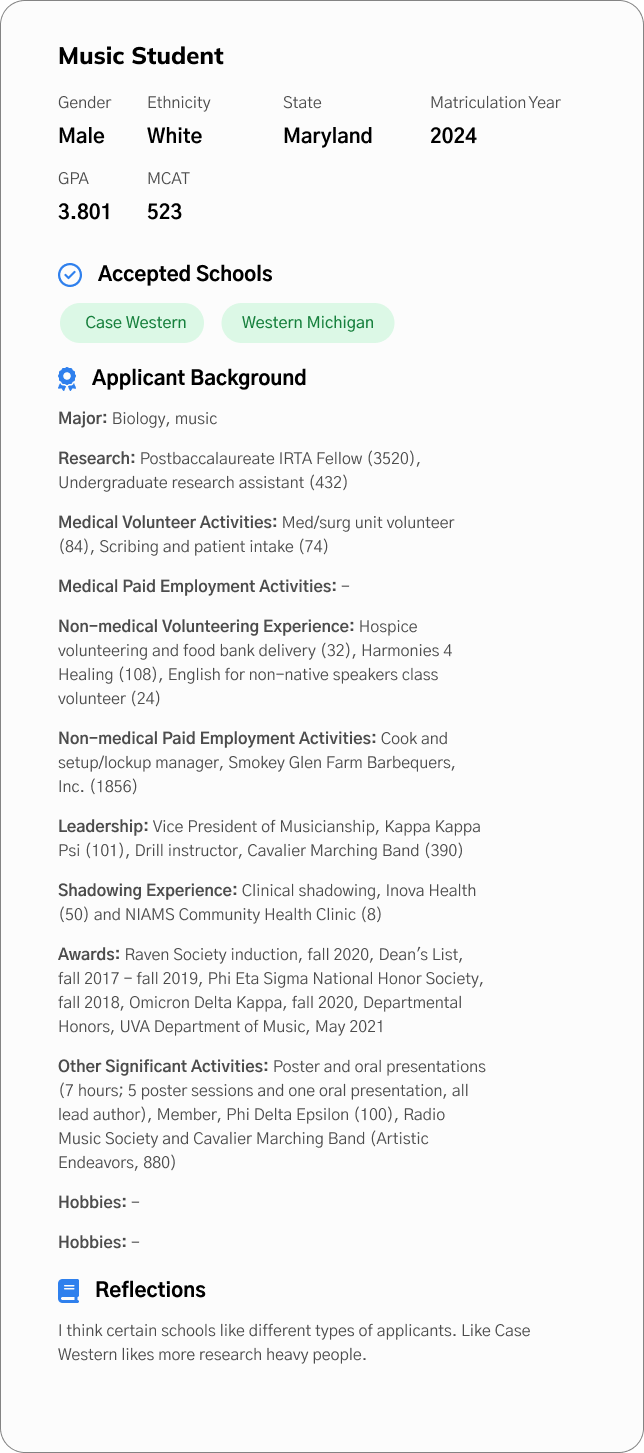 Music Student
Gender Ethnicity State Matriculation Year
Male White Maryland 2024
GPA MCAT
3.801 523
Accepted Schools
Case Western Western Michigan
Applicant Background
Major: Biology, music
Research: Postbaccalaureate IRTA Fellow (3520),
Undergraduate research assistant (432)
Medical Volunteer Activities: Med/surg unit volunteer
(84), Scribing and patient intake (74)
Medical Paid Employment Activities: -
Non-medical Volunteering Experience: Hospice
volunteering and food bank delivery (32), Harmonies 4
Healing (108), English for non-native speakers class
volunteer (24)
Non-medical Paid Employment Activities: Cook and
setup/lockup manager, Smokey Glen Farm Barbequers,
Inc. (1856)
Leadership: Vice President of Musicianship, Kappa Kappa
Psi (101), Drill instructor, Cavalier Marching Band (390)
Shadowing Experience: Clinical shadowing, Inova Health
(50) and NIAMS Community Health Clinic (8)
Awards: Raven Society induction, fall 2020, Dean's List,
fall 2017 - fall 2019, Phi Eta Sigma National Honor Society,
fall 2018, Omicron Delta Kappa, fall 2020, Departmental
Honors, UVA Department of Music, May 2021
Other Significant Activities: Poster and oral presentations
(7 hours; 5 poster sessions and one oral presentation, all
lead author), Member, Phi Delta Epsilon (100), Radio
Music Society and Cavalier Marching Band (Artistic
Endeavors, 880)
Hobbies: -
Hobbies: -
Reflections
I think certain schools like different types of applicants. Like Case
Western likes more research heavy people.